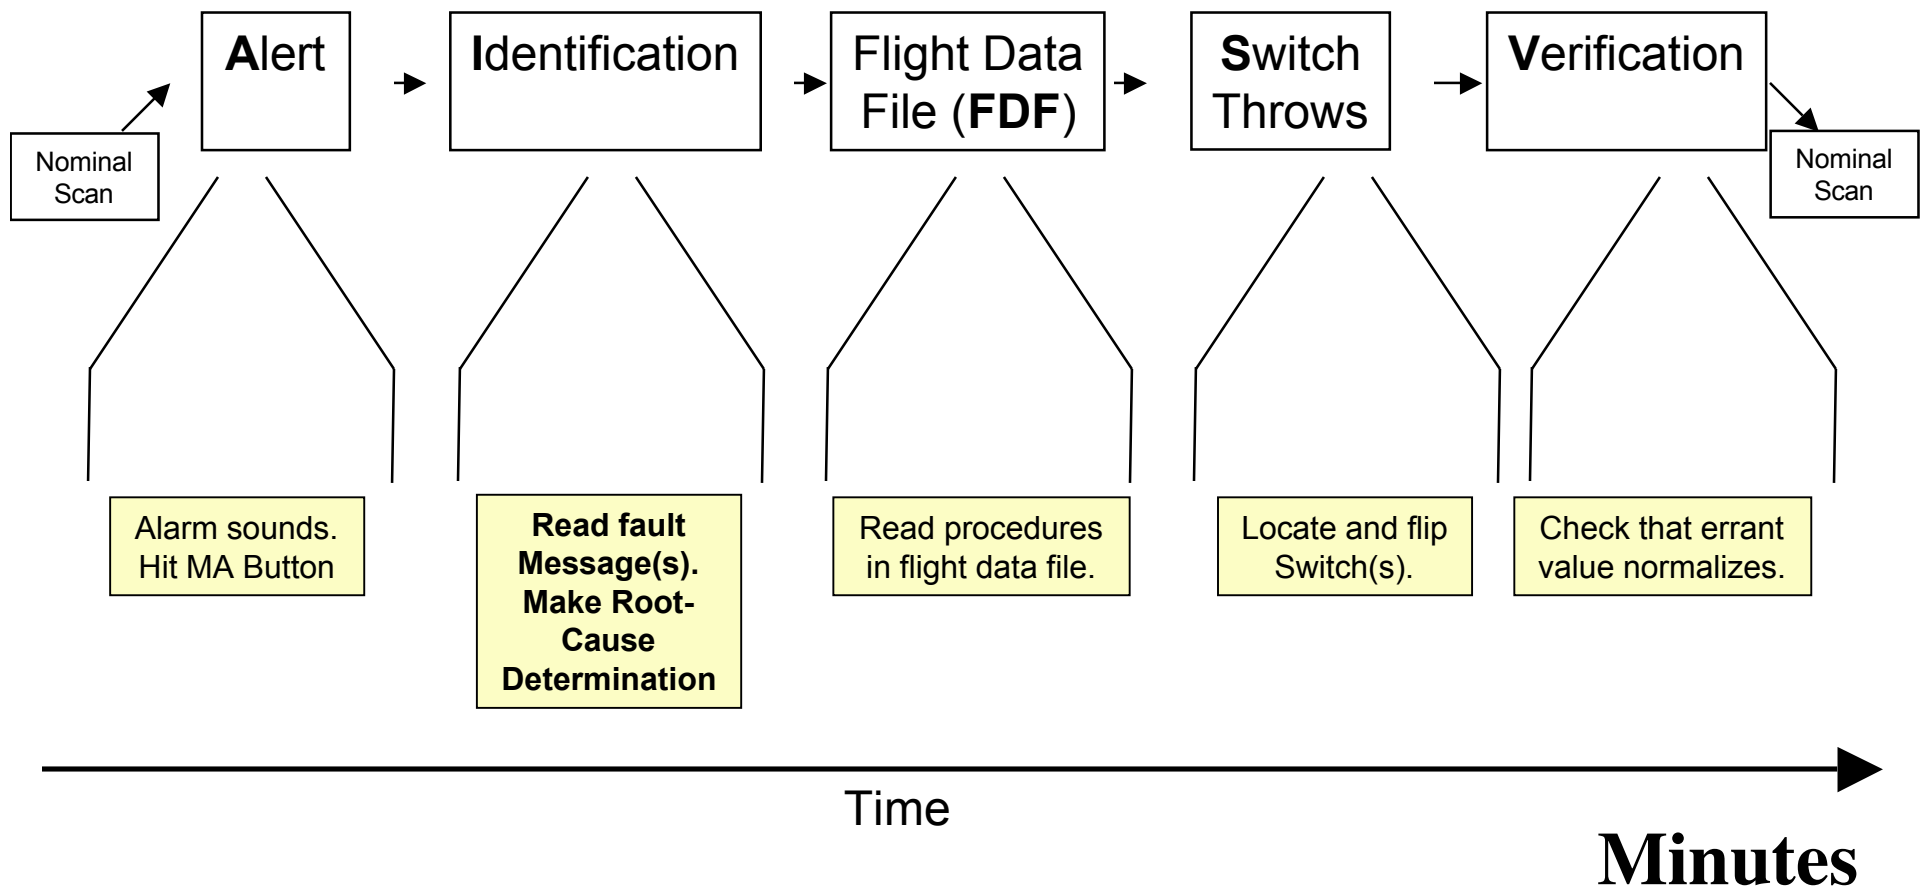 Alert
Identification
Flight Data
File (FDF)
Switch
Throws
Verification
Nominal
Scan
Nominal
Scan
Alarm sounds.
Hit MA Button
Read fault
Message(s).
Make Root-
Cause
Determination
Read procedures
in flight data file.
Locate and flip
Switch(s).
Check that errant
value normalizes.
Time
Minutes